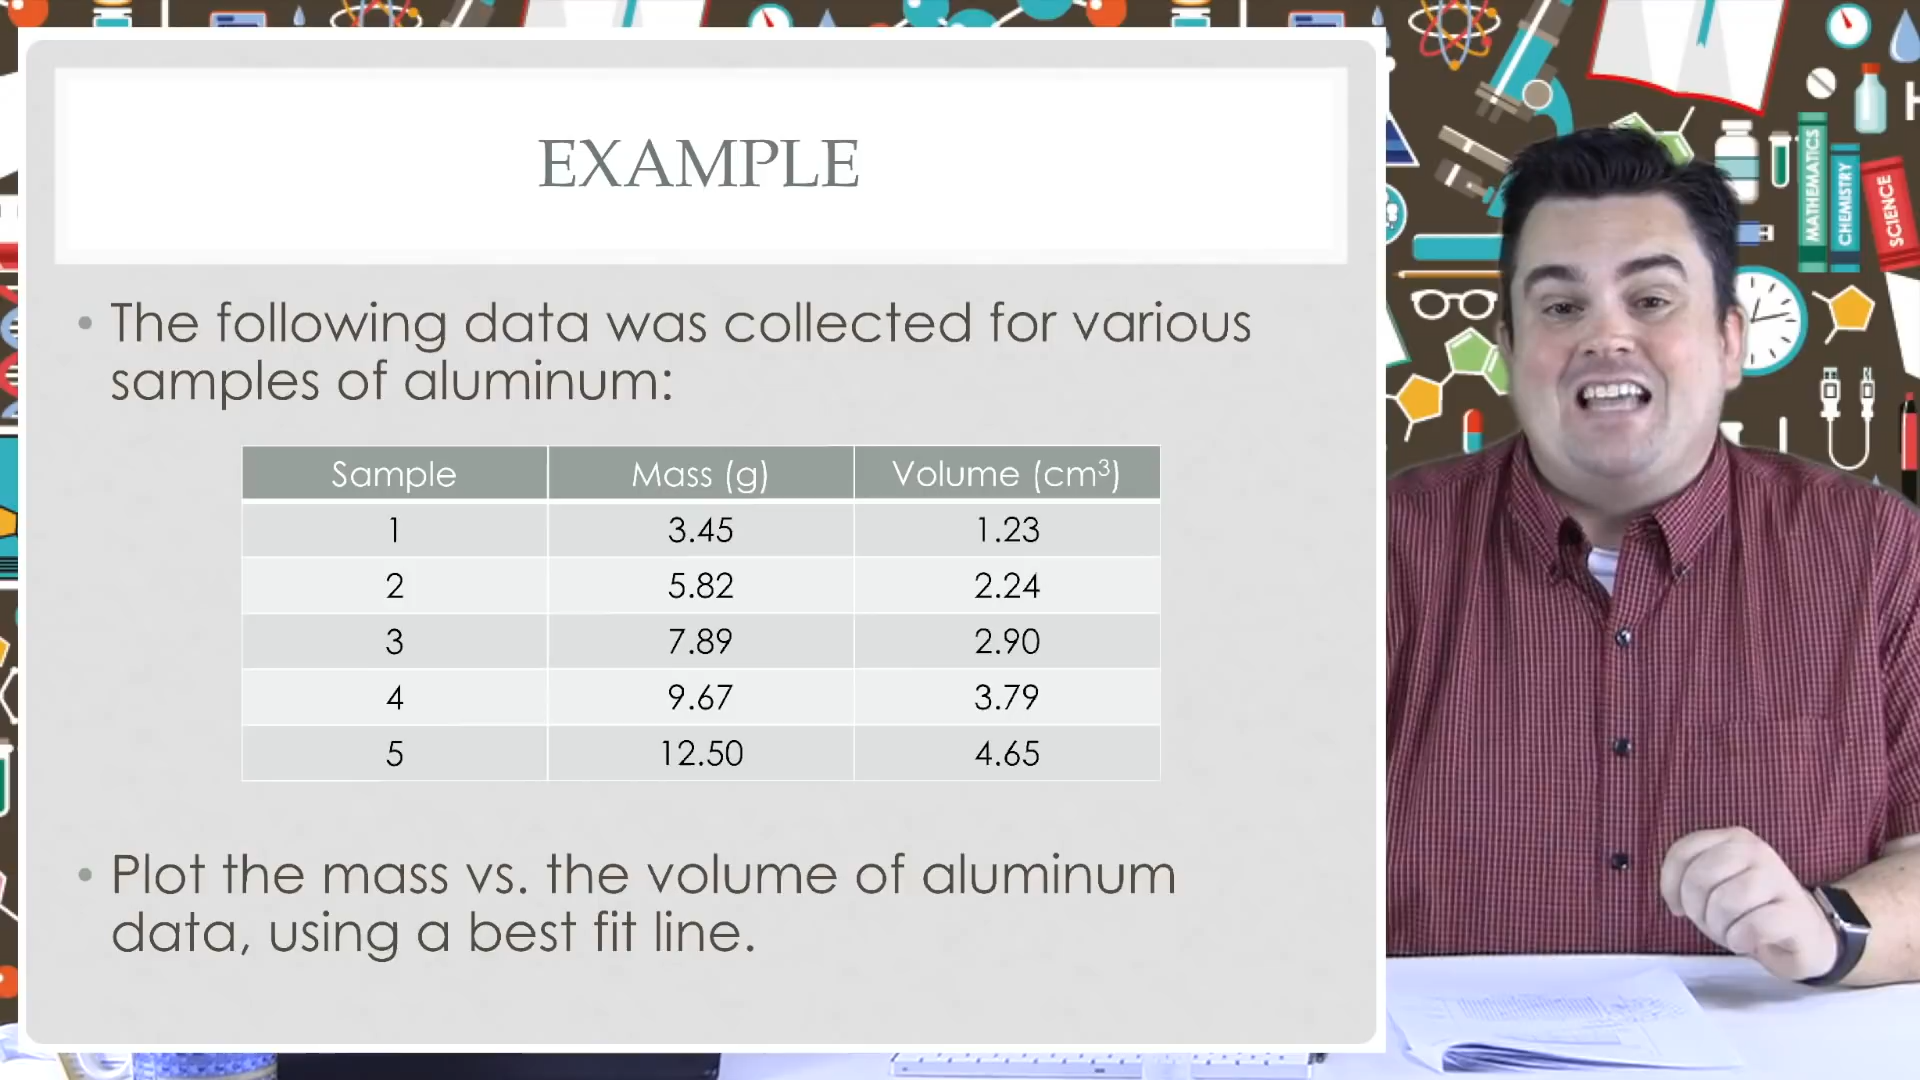 EXAMPLE
• The following data was collected for various
samples of aluminum:
Sample Mass (g) Volume (cm³)
1 3.45 1.23
2 5.82 2.24
3 7.89 2.90
4 9.67 3.79
5 12.50 4.65
• Plot the mass vs. the volume of aluminum
data, using a best fit line.
MATHEMATICS
CHEMISTRY
SCIENCE
H